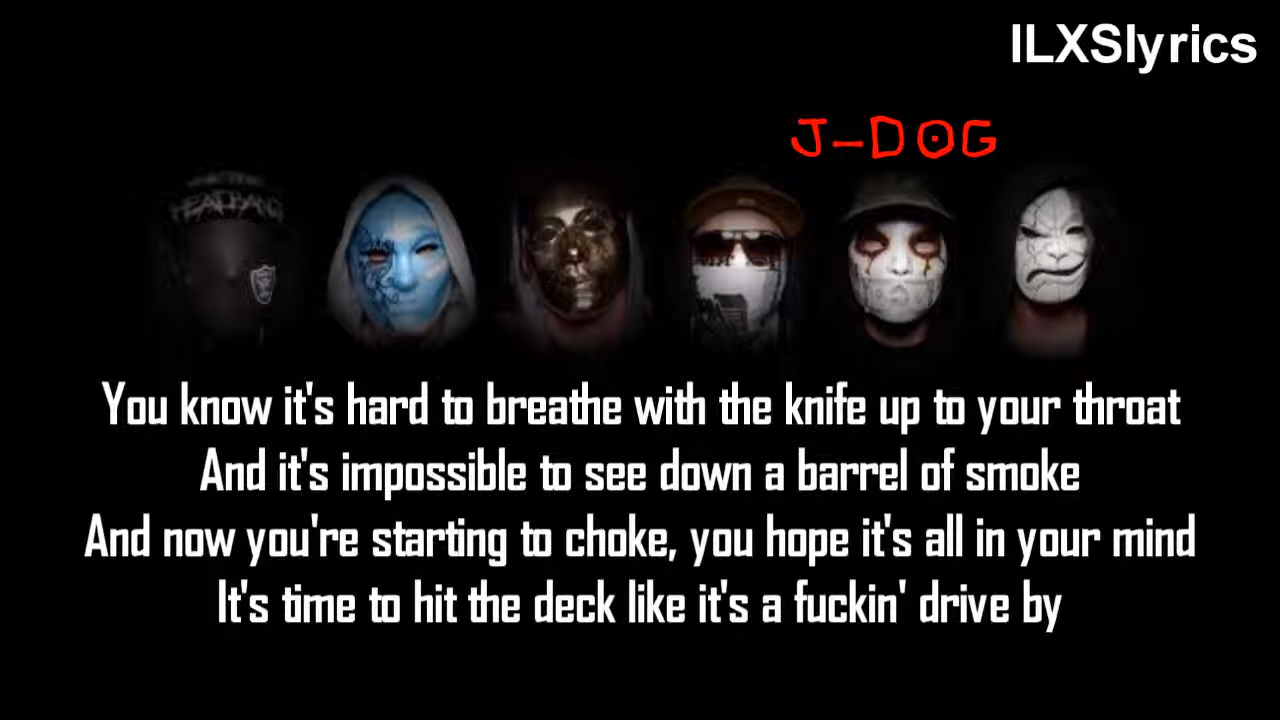 ILXSlyrics
J-DOG
You know it's hard to breathe with the knife up to your throat
And it's impossible to see down a barrel of smoke
And now you're starting to choke, you hope it's all in your mind
It's time to hit the deck like it's a fuckin' drive by